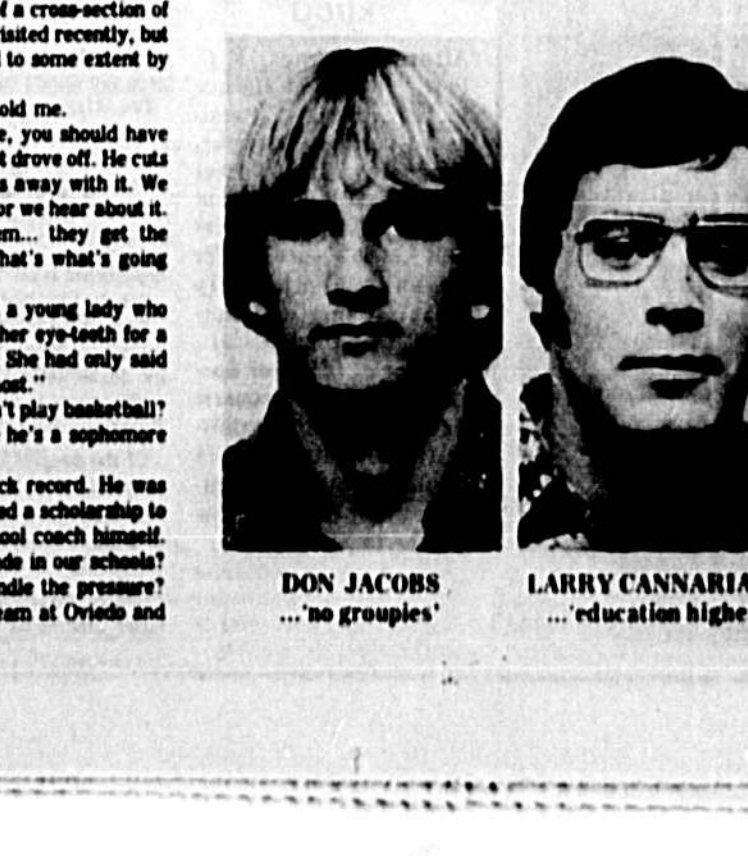 f a cross-section of
isited recently, but
to some extent by
old me.
e, you should have
t drove off. He cuts
s away with it. We
or we hear about it.
em... they get the
hat's what's going
a young lady who
her eye-teeth for a
She had only said
ost."
't play basketball?
he's a sophomore
ck record. He was
ed a scholarship to
ool coach himself.
ade in our schools?
ndle the pressure?
eam at Oviedo and
DON JACOBS
...'no groupies'
LARRY CANNARIA
...'education highe